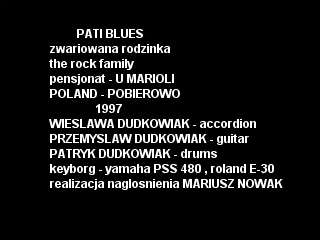 PATI BLUES
zwariowana rodzinka
the rock family
pensjonat - U MARIOLI
POLAND - POBIEROWO
1997
WIESLAWA DUDKOWIAK - accordion
PRZEMYSLAW DUDKOWIAK - guitar
PATRYK DUDKOWIAK - drums
keyborg - yamaha PSS 480 , roland E-30
realizacja naglosnienia MARIUSZ NOWAK